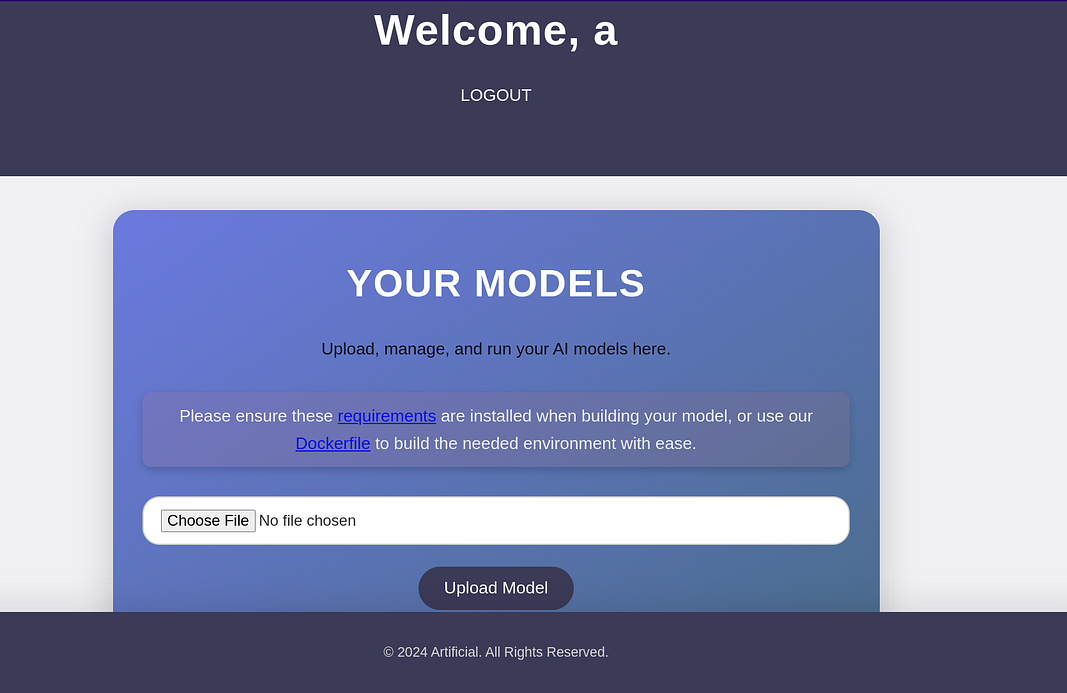 Welcome, a
LOGOUT
YOUR MODELS
Upload, manage, and run your AI models here.
Please ensure these requirements are installed when building your model, or use our
Dockerfile to build the needed environment with ease.
Choose File No file chosen
Upload Model
© 2024 Artificial. All Rights Reserved.